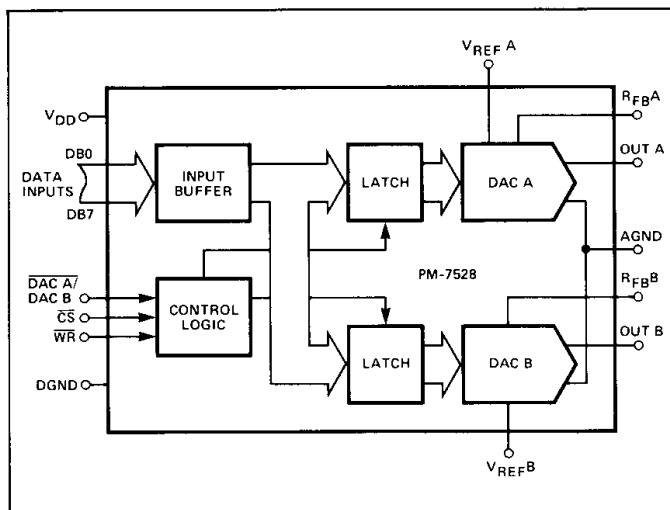 V_REF A
R_FB A
V_DD
OUT A
DB0
DATA INPUTS
DB7
INPUT BUFFER
LATCH
DAC A
AGND
PM-7528
DAC A/
DAC B
CS
WR
CONTROL LOGIC
R_FB B
OUT B
LATCH
DAC B
DGND
V_REF B